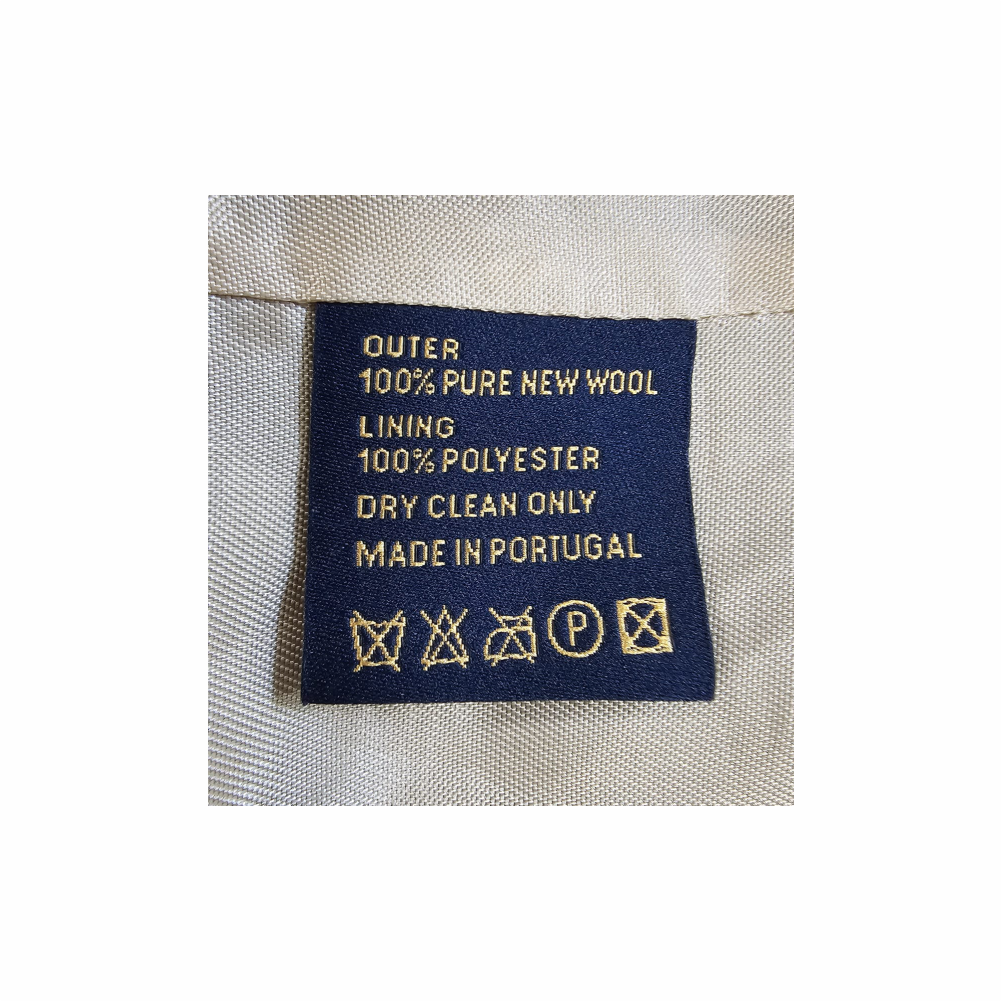 OUTER
100% PURE NEW WOOL
LINING
100% POLYESTER
DRY CLEAN ONLY
MADE IN PORTUGAL
P